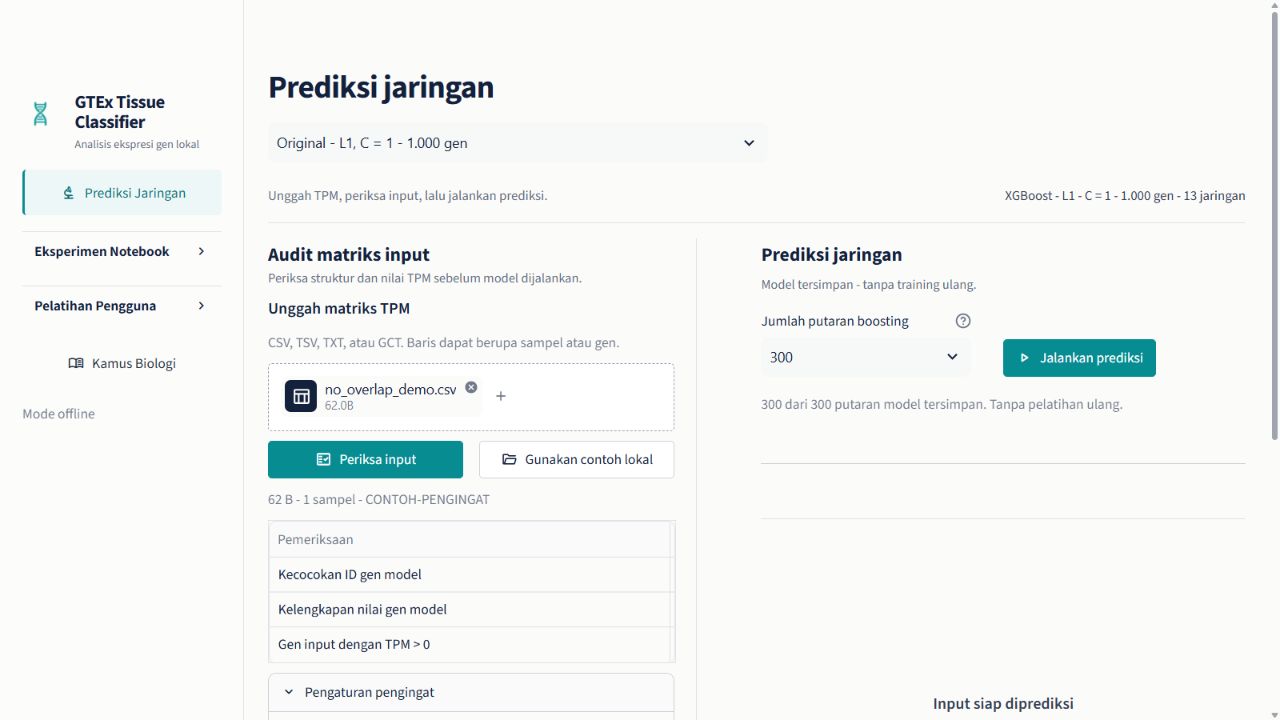 GTEx Tissue
Classifier
Analisis ekspresi gen lokal
Prediksi Jaringan
Eksperimen Notebook
Pelatihan Pengguna
Kamus Biologi
Mode offline
Prediksi jaringan
Original - L1, C = 1 - 1.000 gen
Unggah TPM, periksa input, lalu jalankan prediksi.
XGBoost - L1 - C = 1 - 1.000 gen - 13 jaringan
Audit matriks input
Periksa struktur dan nilai TPM sebelum model dijalankan.
Unggah matriks TPM
CSV, TSV, TXT, atau GCT. Baris dapat berupa sampel atau gen.
no_overlap_demo.csv
62.0B
Periksa input
Gunakan contoh lokal
62 B - 1 sampel - CONTOH-PENGINGAT
Pemeriksaan
Kecocokan ID gen model
Kelengkapan nilai gen model
Gen input dengan TPM > 0
Pengaturan pengingat
Prediksi jaringan
Model tersimpan - tanpa training ulang.
Jumlah putaran boosting
300
Jalankan prediksi
300 dari 300 putaran model tersimpan. Tanpa pelatihan ulang.
Input siap diprediksi